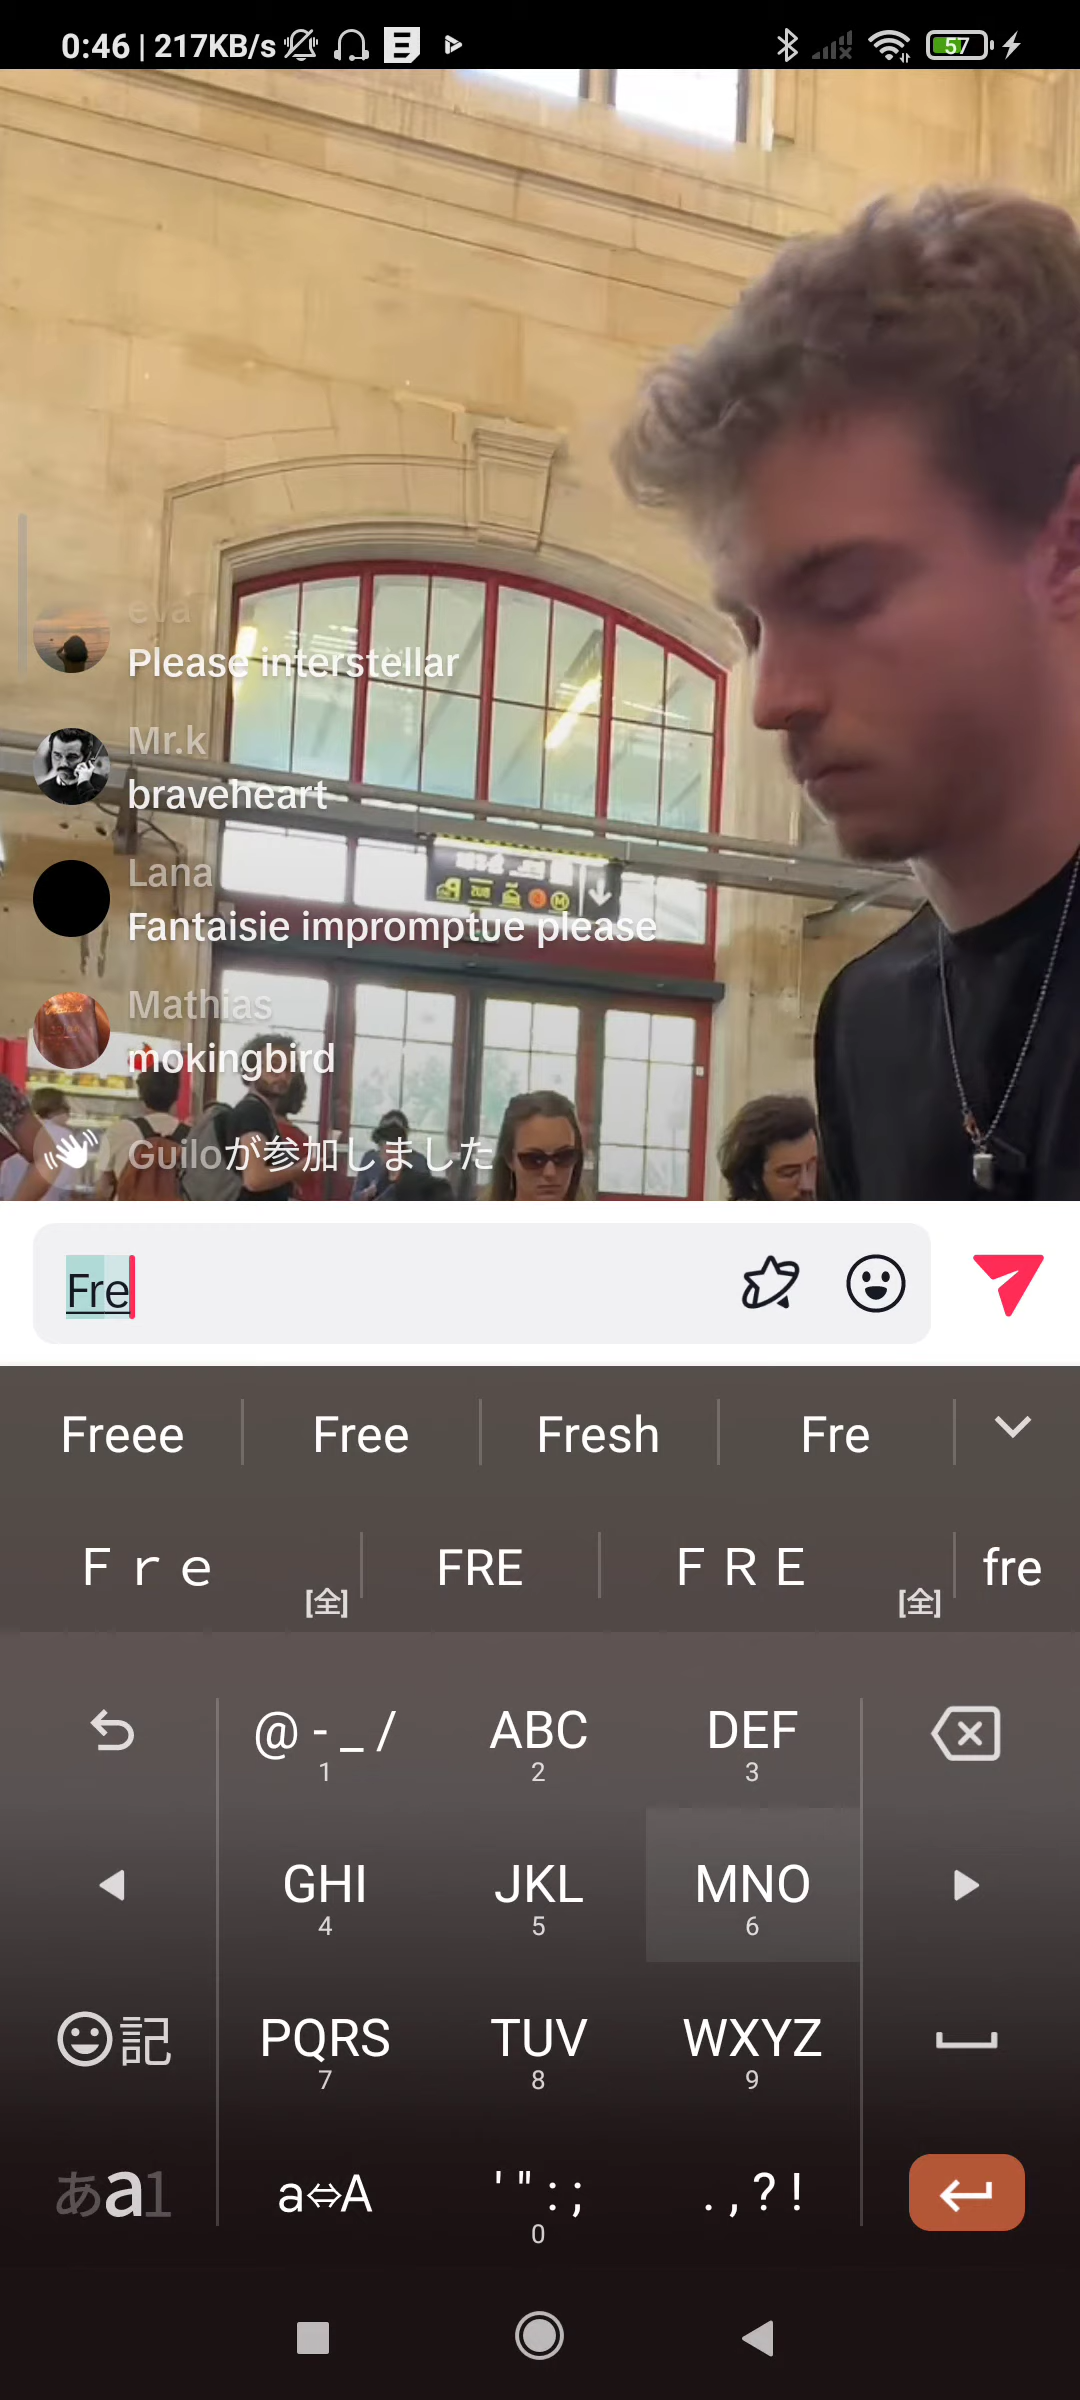 0:46 | 217KB/s
57
eva
Please interstellar
Mr.k
braveheart
Lana
Fantaisie impromptue please
Mathias
mokingbird
Guiloが参加しました
Fre
Freee Free Fresh Fre
Ｆｒｅ [全] FRE ＦＲＥ [全] fre
@-_/ ABC DEF
1 2 3
GHI JKL MNO
4 5 6
記 PQRS TUV WXYZ
7 8 9
あa1 a⇔A '":; .,?!
0